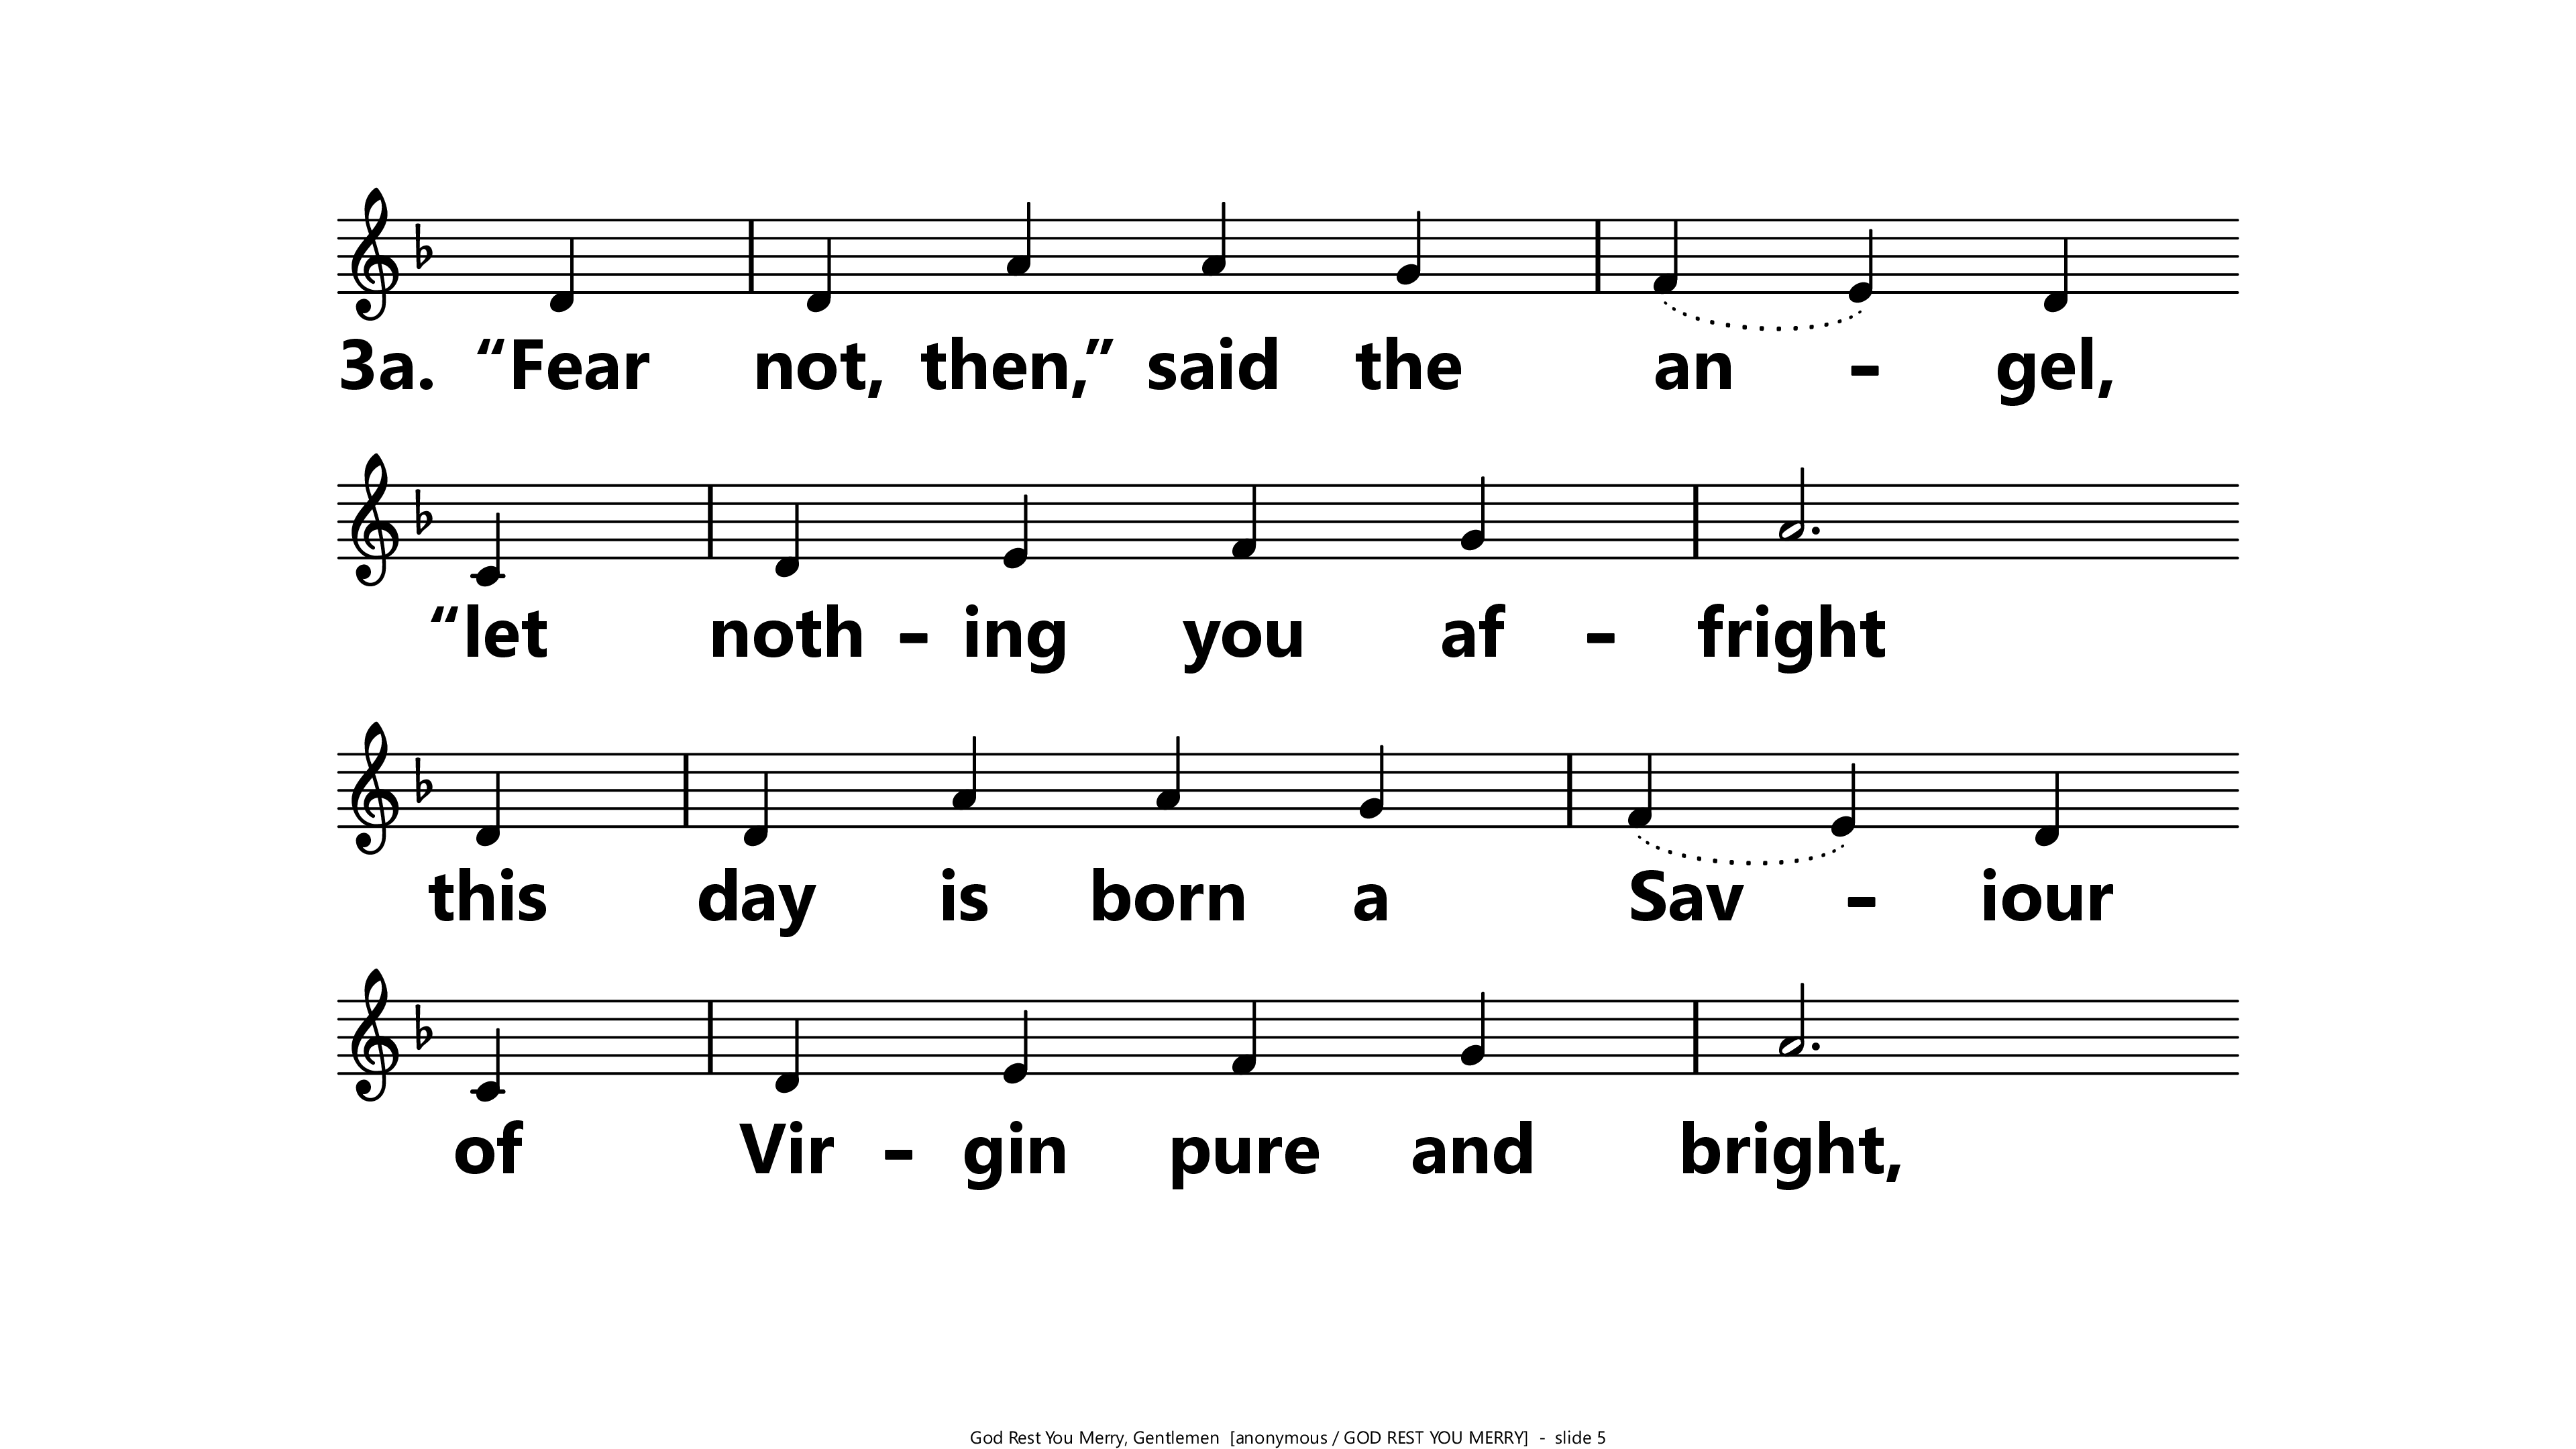 3a. “Fear not, then,” said the an - gel,
“let noth - ing you af - fright
this day is born a Sav - iour
of Vir - gin pure and bright,
God Rest You Merry, Gentlemen [anonymous / GOD REST YOU MERRY] - slide 5